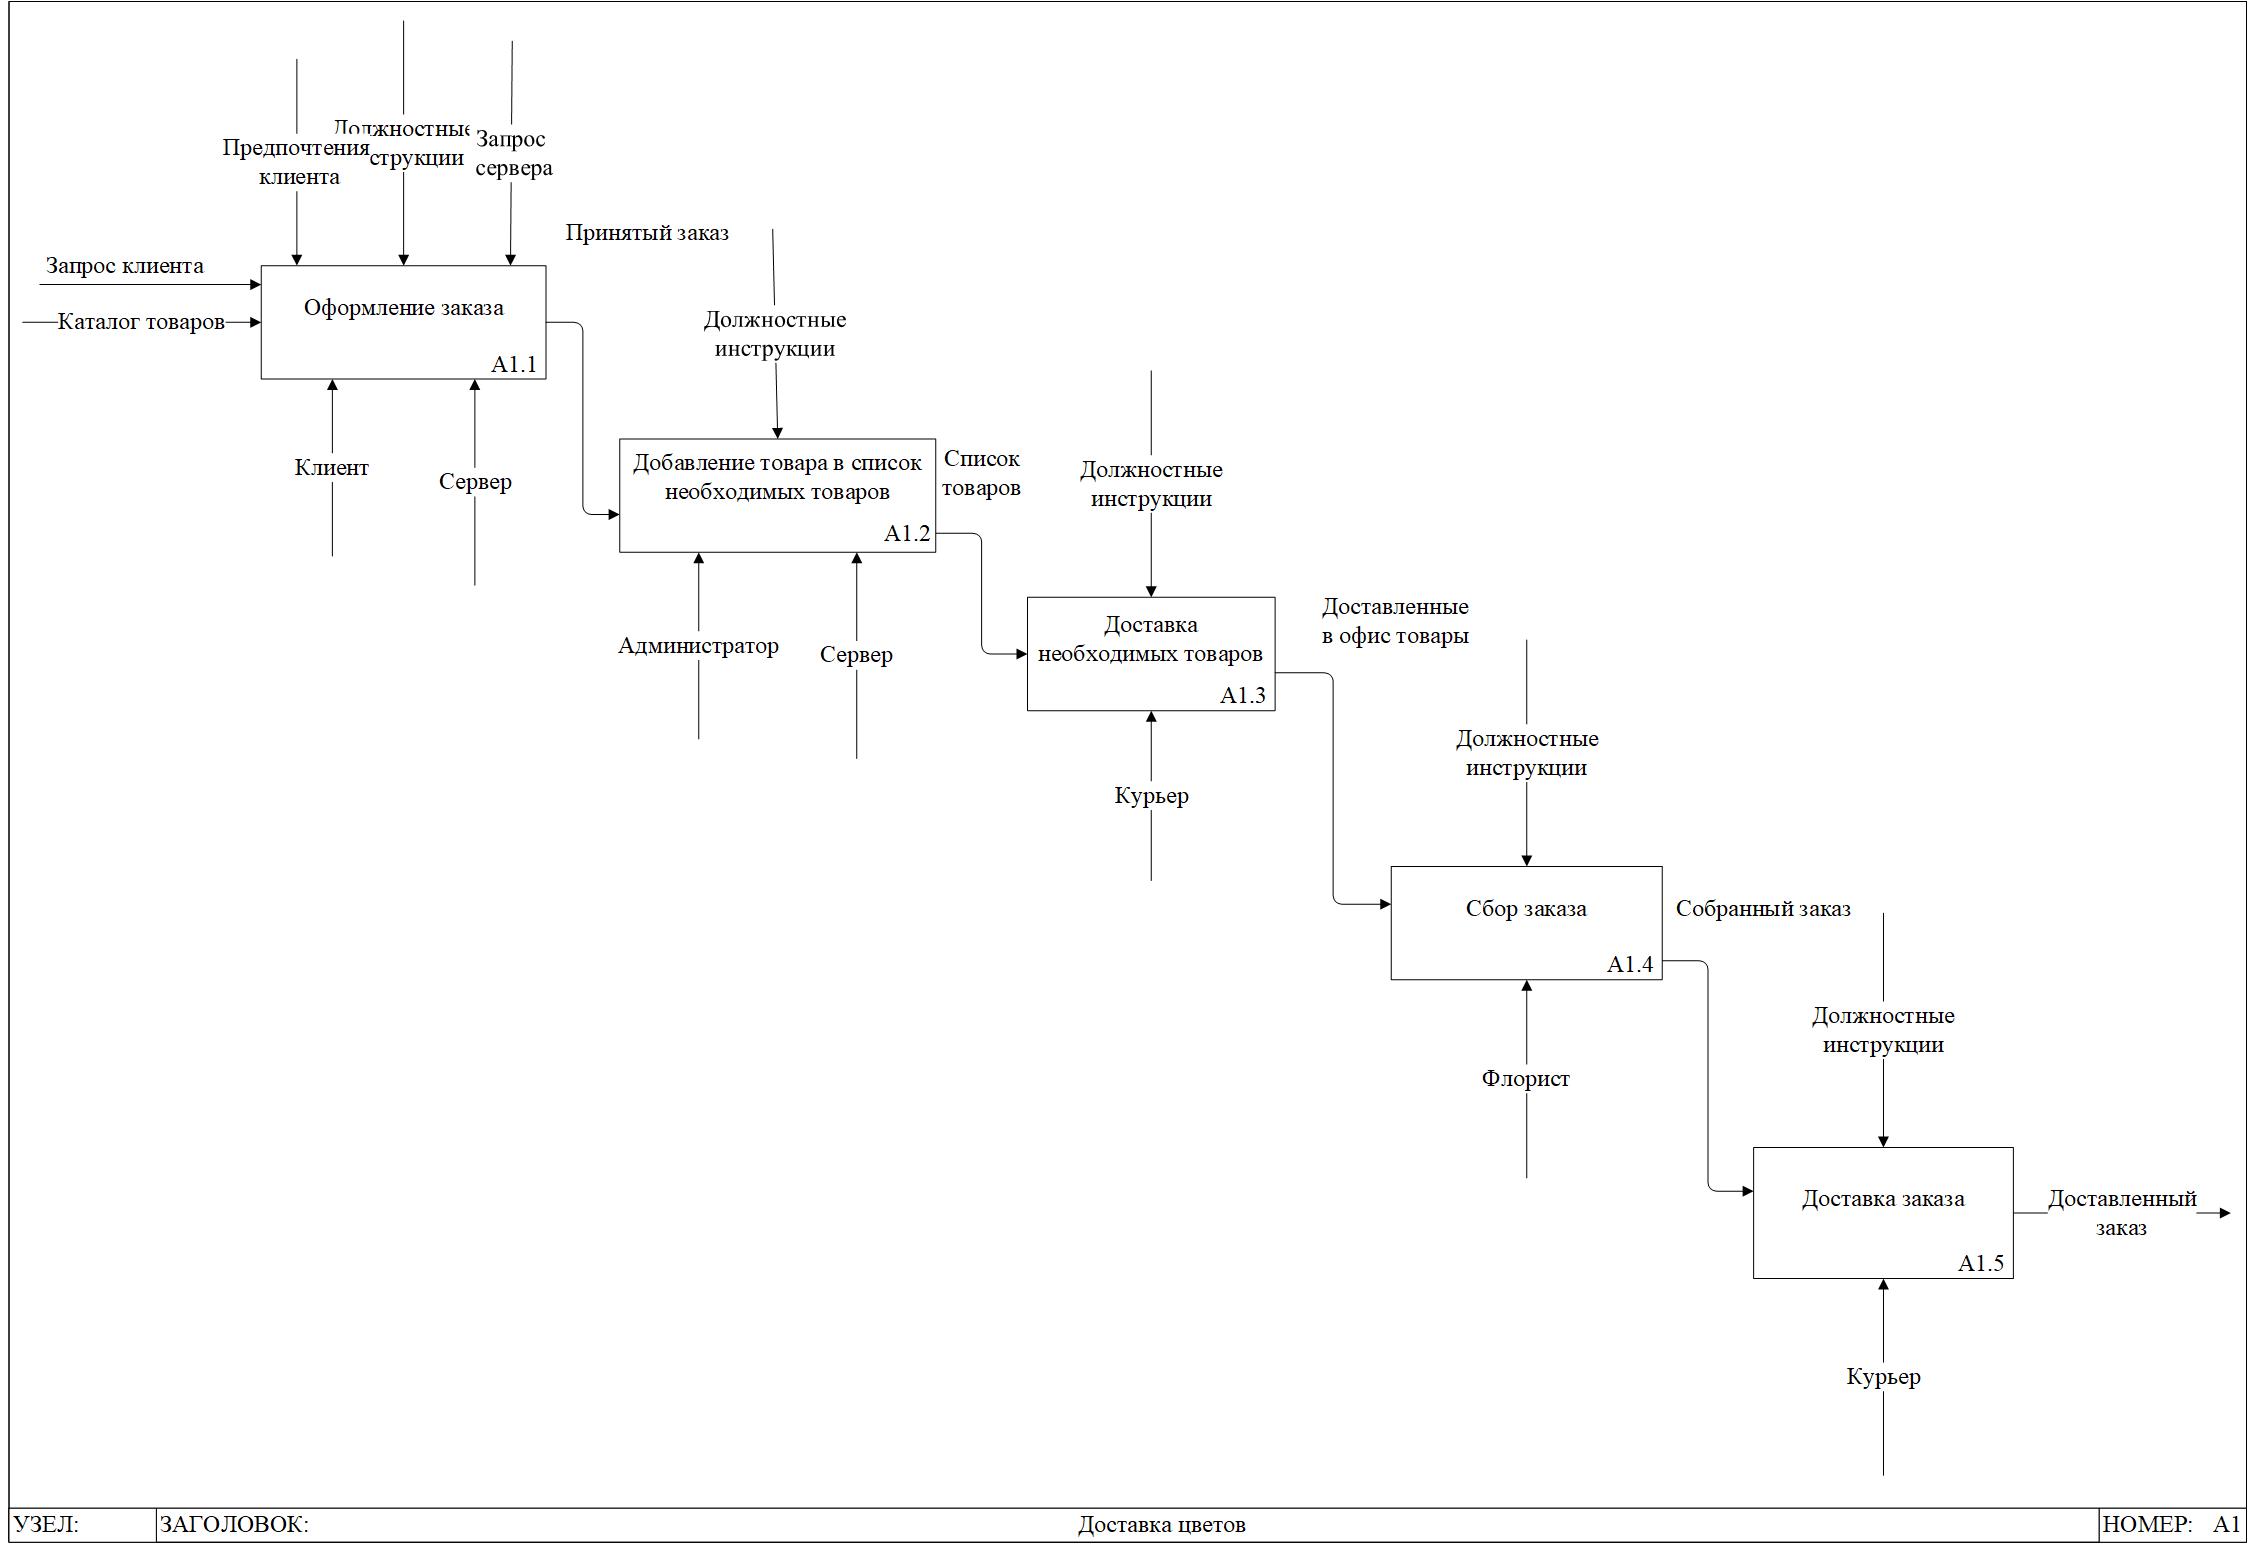 Должностные
струкции
Предпочтения
клиента
Запрос
сервера
Принятый заказ
Запрос клиента
Каталог товаров
Оформление заказа
A1.1
Должностные
инструкции
Клиент
Сервер
Добавление товара в список
необходимых товаров
A1.2
Список
товаров
Должностные
инструкции
Администратор
Сервер
Доставка
необходимых товаров
A1.3
Доставленные
в офис товары
Должностные
инструкции
Курьер
Сбор заказа
A1.4
Собранный заказ
Должностные
инструкции
Флорист
Доставка заказа
A1.5
Доставленный
заказ
Курьер
УЗЕЛ:
ЗАГОЛОВОК:
Доставка цветов
НОМЕР: A1